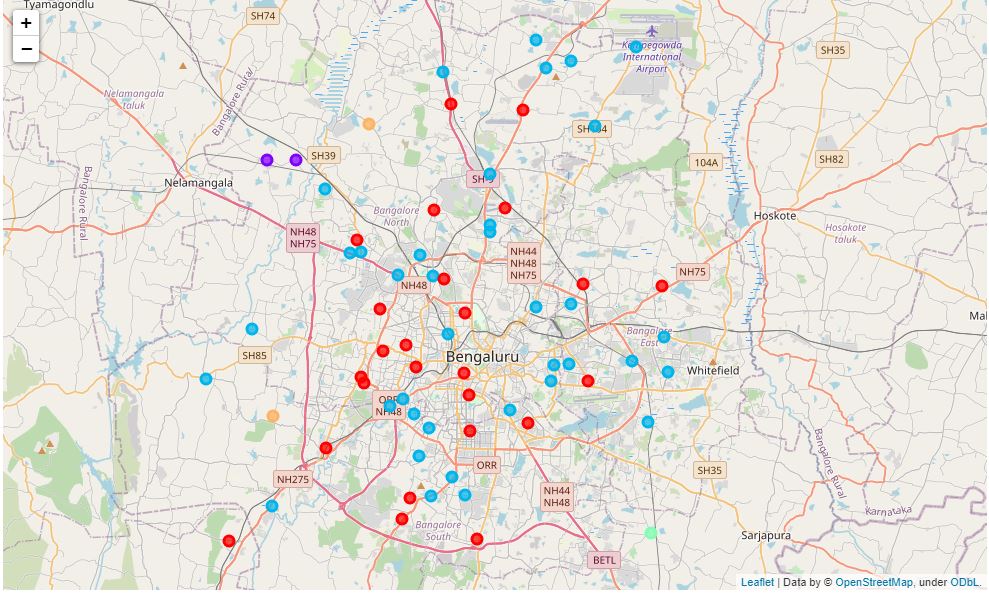 Tyamagondlu
+
−
SH74
Kempegowda
International
Airport
SH35
Nelamangala
taluk
Bangalore Rural
SH104
SH39
104A
SH82
Nelamangala
Bangalore Rural
SH9
Bangalore
North
Hoskote
Hosakote
taluk
NH48
NH75
NH44
NH48
NH75
NH75
NH48
Bangalore
East
SH85
Bengaluru
Whitefield
ORR
NH48
Bangalore Rural
ORR
SH35
NH275
NH44
NH48
Karnataka
Bangalore
South
Sarjapura
BETL
Leaflet | Data by © OpenStreetMap, under ODbL.